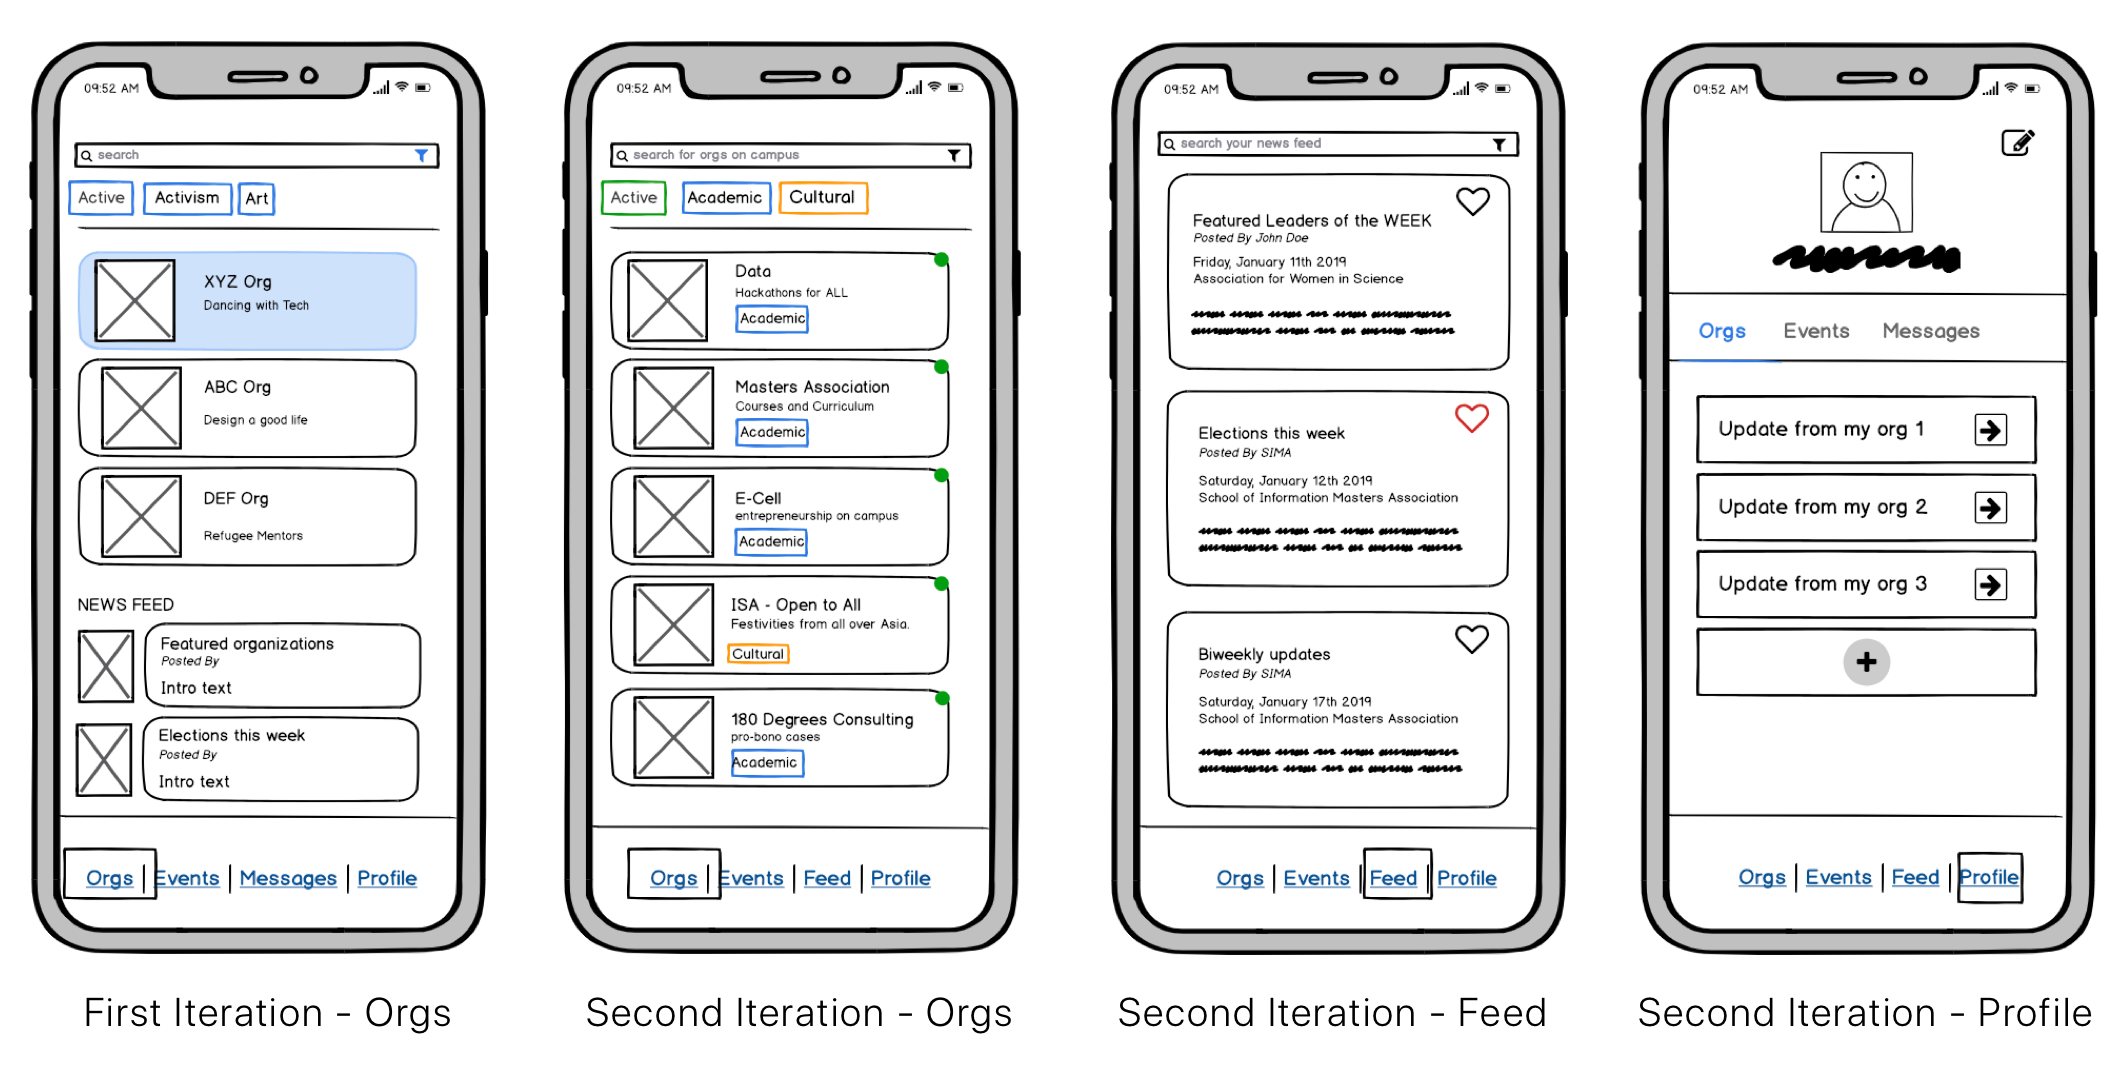 09:52 AM
search
Active Activism Art
XYZ Org
Dancing with Tech
ABC Org
Design a good life
DEF Org
Refugee Mentors
NEWS FEED
Featured organizations
Posted By
Intro text
Elections this week
Posted By
Intro text
Orgs | Events | Messages | Profile
First Iteration - Orgs
09:52 AM
search for orgs on campus
Active Academic Cultural
Data
Hackathons for ALL
Academic
Masters Association
Courses and Curriculum
Academic
E-Cell
entrepreneurship on campus
Academic
ISA - Open to All
Festivities from all over Asia.
Cultural
180 Degrees Consulting
pro-bono cases
Academic
Orgs | Events | Feed | Profile
Second Iteration - Orgs
09:52 AM
search your news feed
Featured Leaders of the WEEK
Posted By John Doe
Friday, January 11th 2019
Association for Women in Science
Elections this week
Posted By SIMA
Saturday, January 12th 2019
School of Information Masters Association
Biweekly updates
Posted By SIMA
Saturday, January 17th 2019
School of Information Masters Association
Orgs | Events | Feed | Profile
Second Iteration - Feed
09:52 AM
Orgs Events Messages
Update from my org 1
Update from my org 2
Update from my org 3
Orgs | Events | Feed | Profile
Second Iteration - Profile